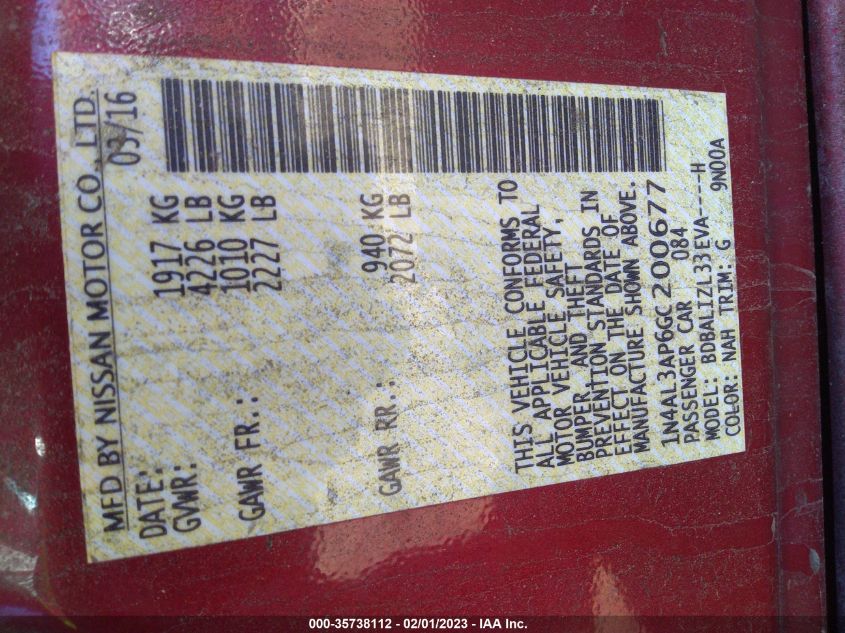 MFD BY NISSAN MOTOR CO., LTD.
DATE: 03/16
GVWR: 1917 KG
4226 LB
GAWR FR.: 1010 KG
2227 LB
GAWR RR.: 940 KG
2072 LB
THIS VEHICLE CONFORMS TO
ALL APPLICABLE FEDERAL
MOTOR VEHICLE SAFETY,
BUMPER AND THEFT
PREVENTION STANDARDS IN
EFFECT ON THE DATE OF
MANUFACTURE SHOWN ABOVE.
1N4AL3AP6GC200677
PASSENGER CAR 084
MODEL: BDBALIZL33EVA----H
COLOR: NAH TRIM: G 9N00A
000-35738112 - 02/01/2023 - IAA Inc.